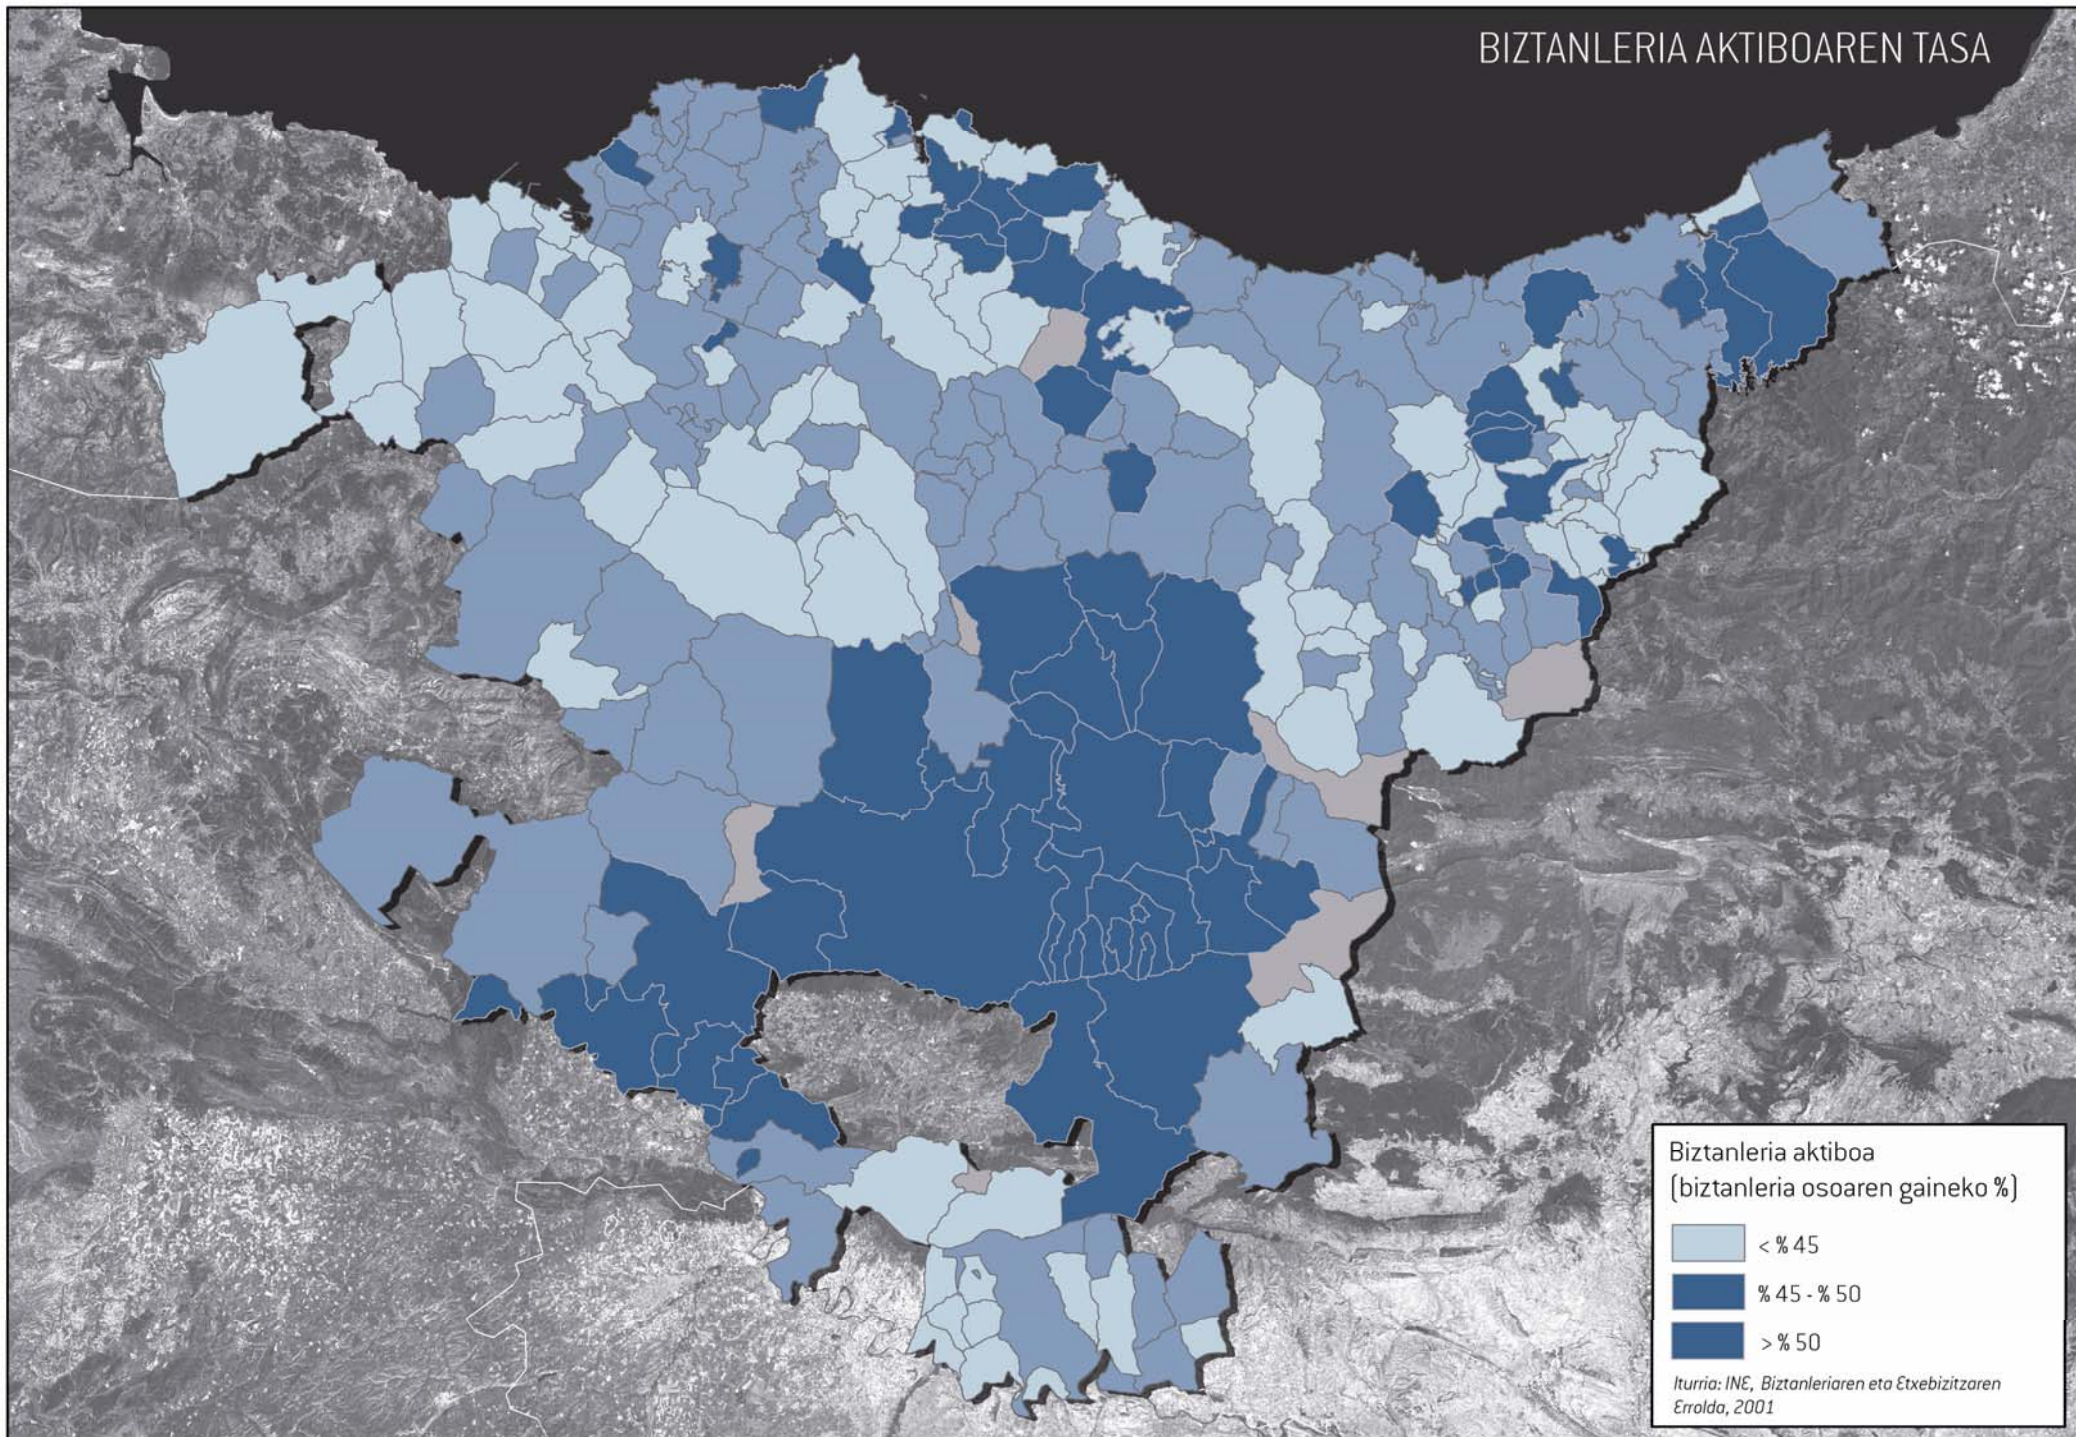 BIZTANLERIA AKTIBOAREN TASA
Biztanleria aktiboa
(biztanleria osoaren gaineko %)
< % 45
% 45 - % 50
> % 50
Iturria: INE, Biztanleriaren eta Etxebizitzaren
Errolda, 2001